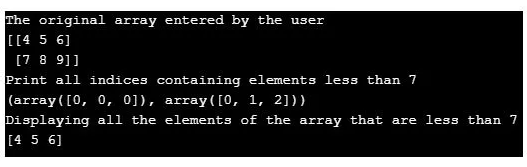 The original array entered by the user
[[4 5 6]
 [7 8 9]]
Print all indices containing elements less than 7
(array([0, 0, 0]), array([0, 1, 2]))
Displaying all the elements of the array that are less than 7
[4 5 6]